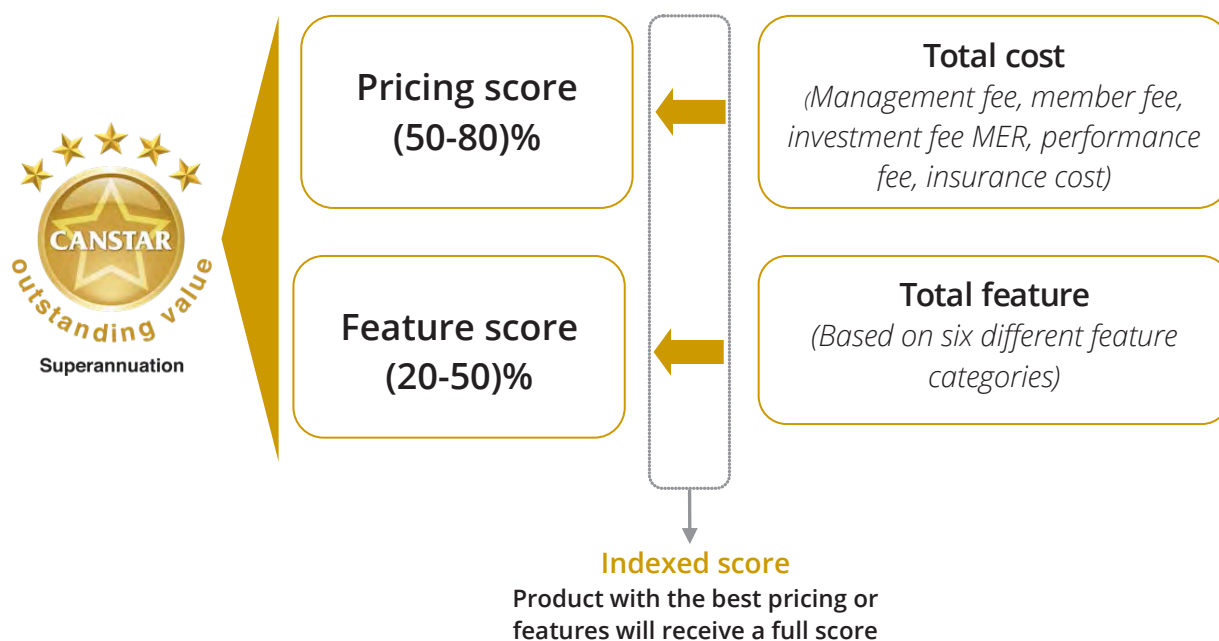 CANSTAR
outstanding value
Superannuation
Pricing score
(50-80)%
Total cost
(Management fee, member fee,
investment fee MER, performance
fee, insurance cost)
Feature score
(20-50)%
Total feature
(Based on six different feature
categories)
Indexed score
Product with the best pricing or
features will receive a full score